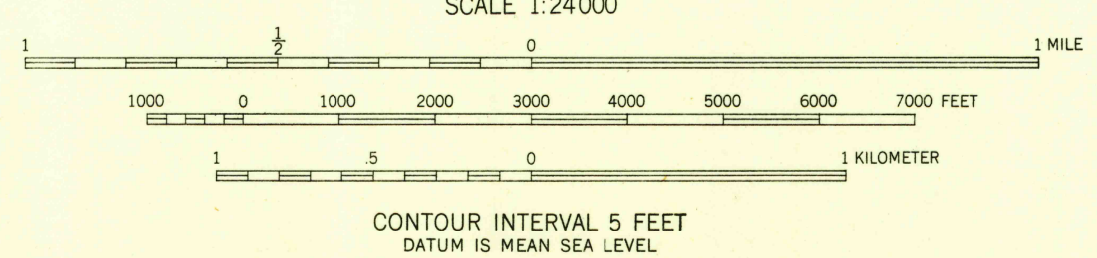 SCALE 1:24000
1 1/2 0 1 MILE
1000 0 1000 2000 3000 4000 5000 6000 7000 FEET
1 .5 0 1 KILOMETER
CONTOUR INTERVAL 5 FEET
DATUM IS MEAN SEA LEVEL